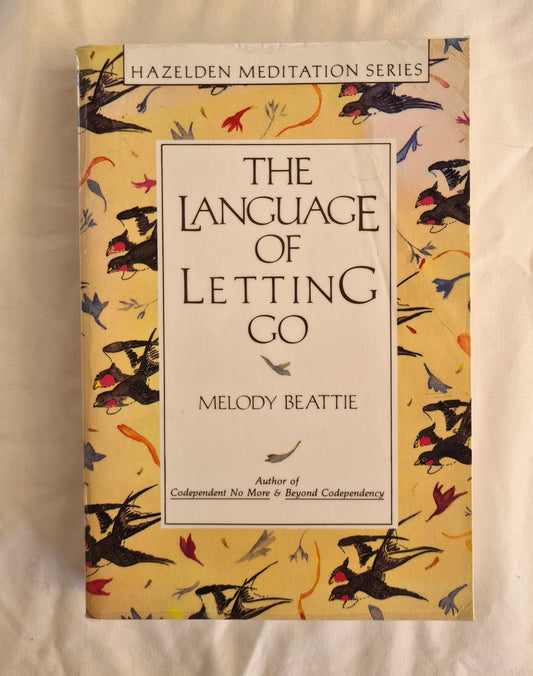 HAZELDEN MEDITATION SERIES
THE
LANGUAGE
OF
LETTING
GO
MELODY BEATTIE
Author of
Codependent No More & Beyond Codependency